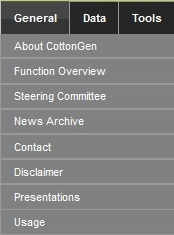 General Data Tools
About CottonGen
Function Overview
Steering Committee
News Archive
Contact
Disclaimer
Presentations
Usage